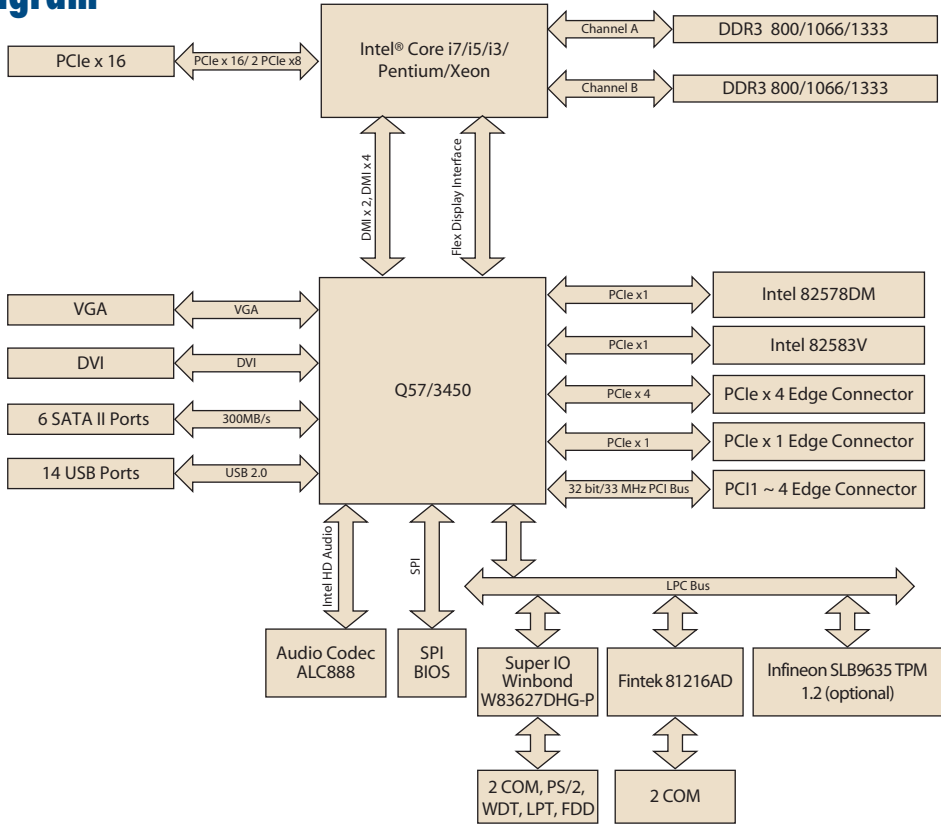 Intel® Core i7/i5/i3/
Pentium/Xeon
PCIe x 16
PCIe x 16/ 2 PCIe x8
Channel A
DDR3  800/1066/1333
Channel B
DDR3 800/1066/1333
DMI x 2, DMI x 4
Flex Display Interface
Q57/3450
VGA
VGA
DVI
DVI
6 SATA II Ports
300MB/s
14 USB Ports
USB 2.0
PCIe x1
Intel 82578DM
PCIe x1
Intel 82583V
PCIe x 4
PCIe x 4 Edge Connector
PCIe x 1
PCIe x 1 Edge Connector
32 bit/33 MHz PCI Bus
PCI1 ~ 4 Edge Connector
Intel HD Audio
SPI
LPC Bus
Audio Codec
ALC888
SPI
BIOS
Super IO
Winbond
W83627DHG-P
Fintek 81216AD
Infineon SLB9635 TPM
1.2 (optional)
2 COM, PS/2,
WDT, LPT, FDD
2 COM